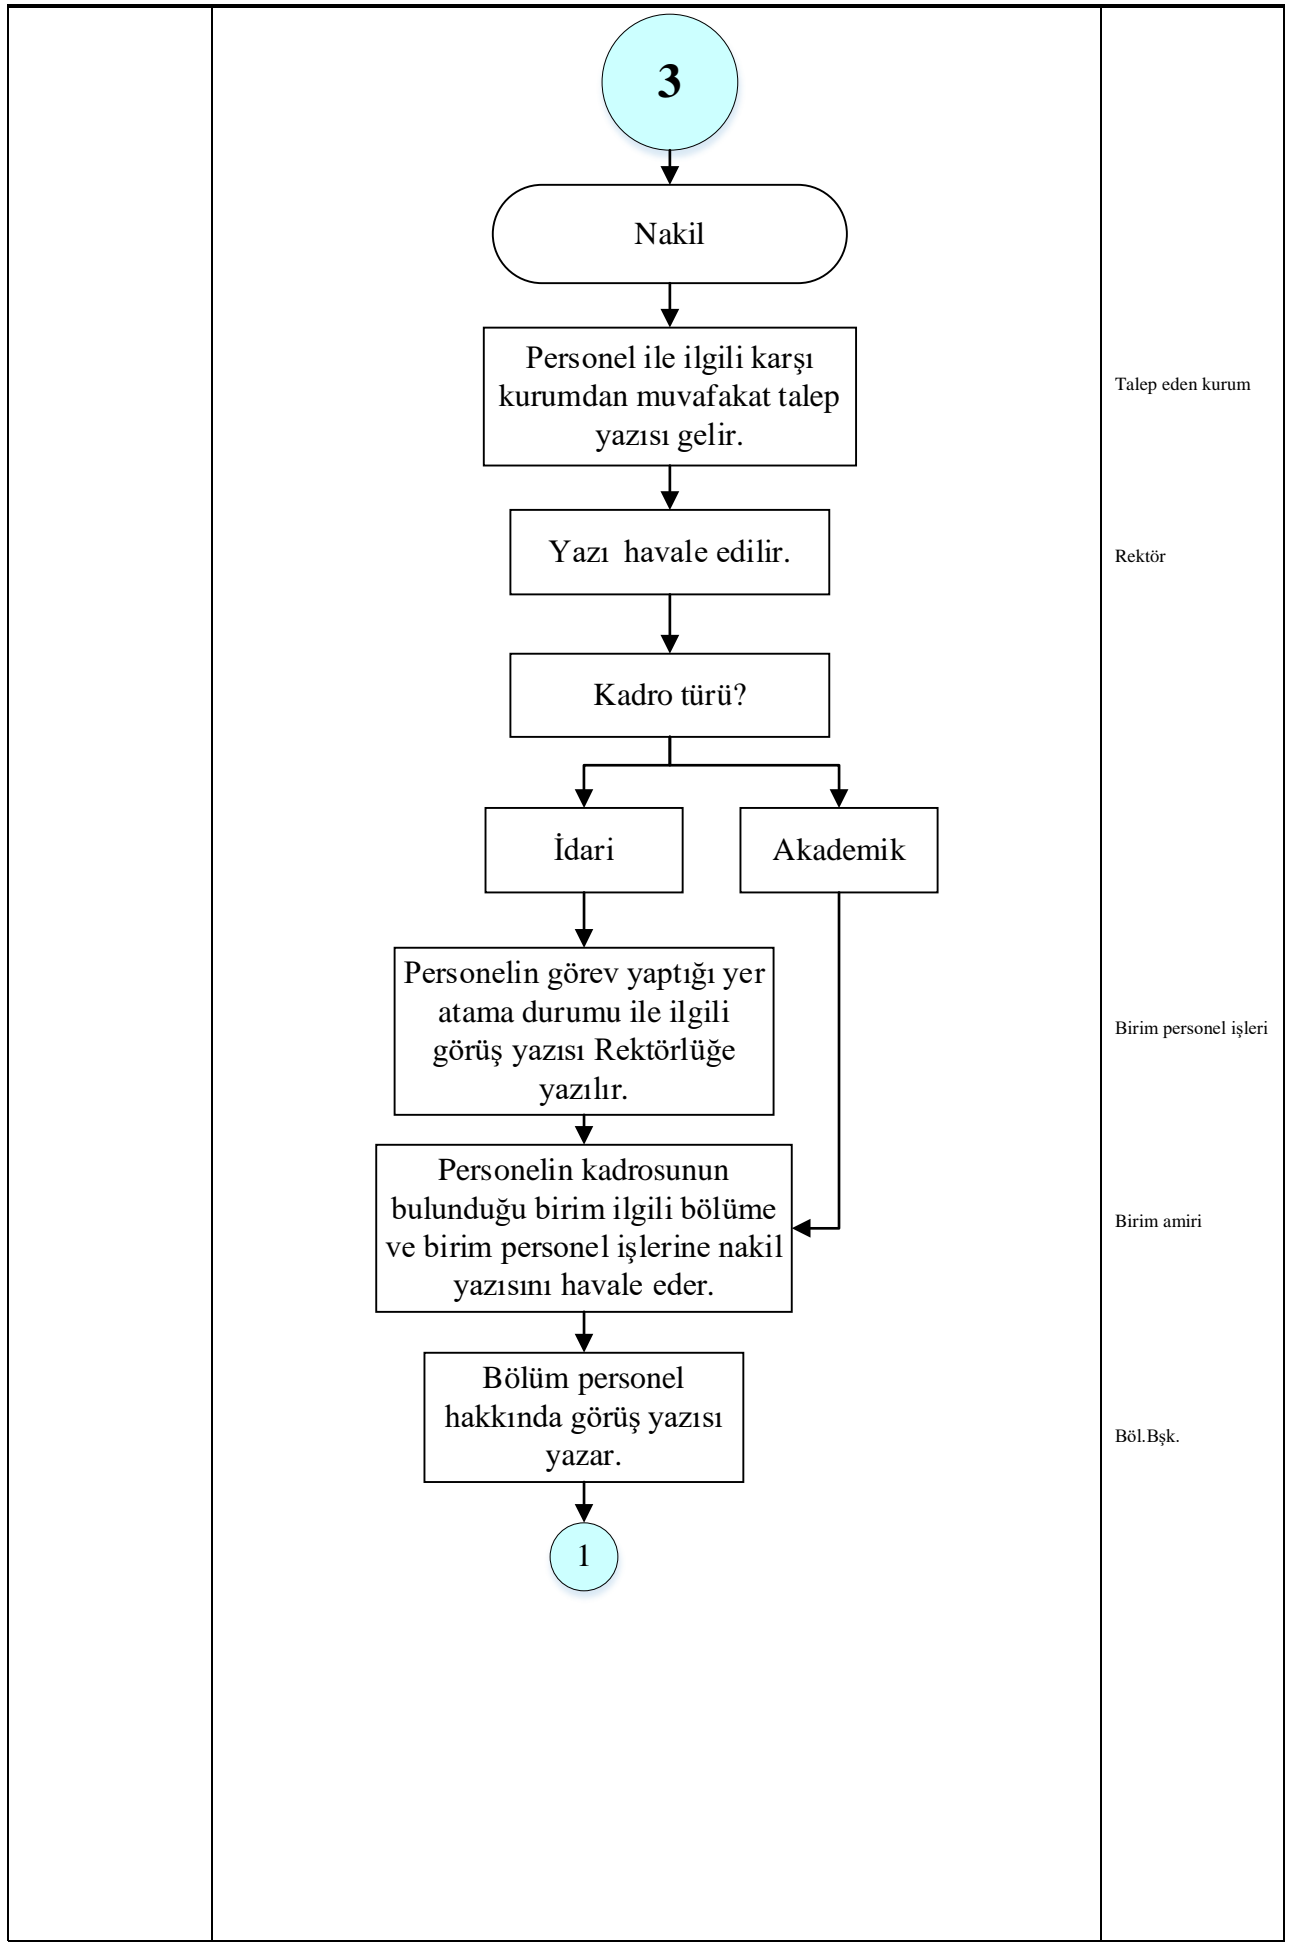 3
Nakil
Personel ile ilgili karşı
kurumdan muvafakat talep
yazısı gelir.
Talep eden kurum
Yazı  havale edilir.
Rektör
Kadro türü?
İdari
Akademik
Personelin görev yaptığı yer
atama durumu ile ilgili
görüş yazısı Rektörlüğe
yazılır.
Birim personel işleri
Personelin kadrosunun
bulunduğu birim ilgili bölüme
ve birim personel işlerine nakil
yazısını havale eder.
Birim amiri
Bölüm personel
hakkında görüş yazısı
yazar.
Böl.Bşk.
1